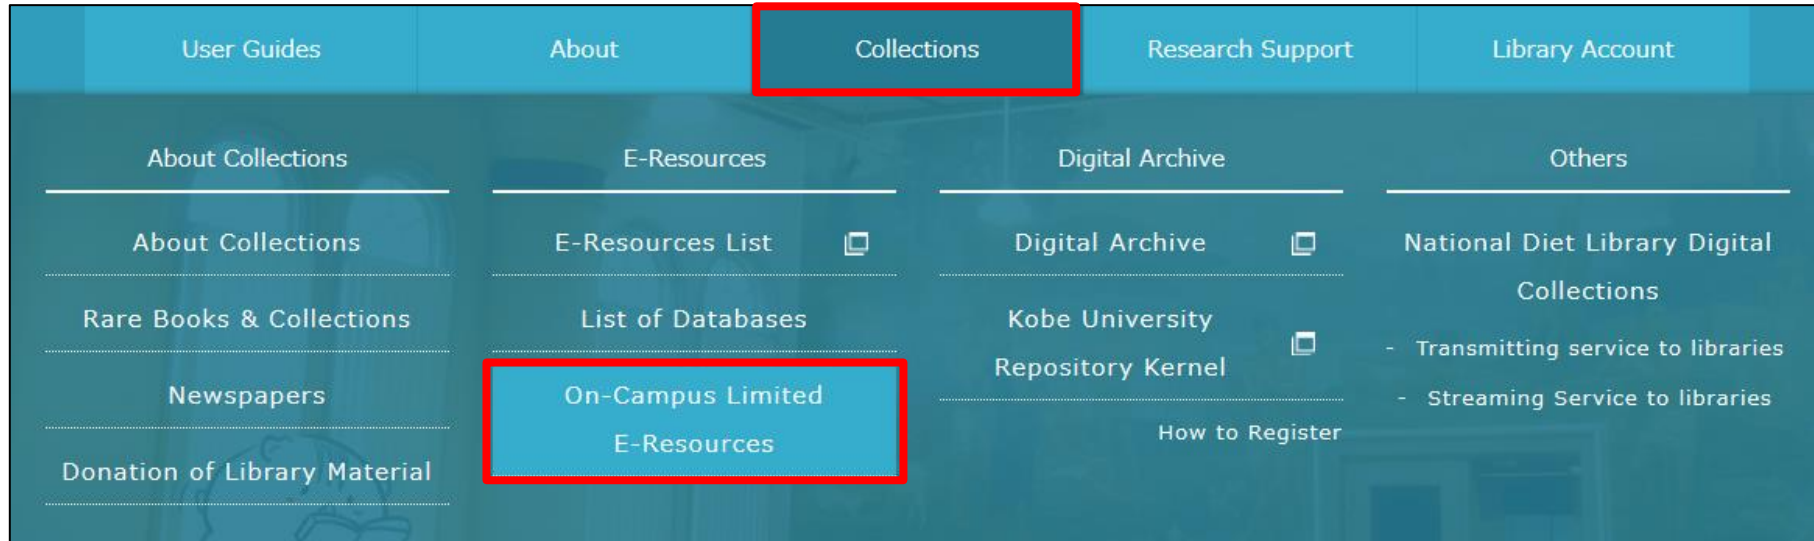 User Guides
About
Collections
Research Support
Library Account
About Collections
About Collections
Rare Books & Collections
Newspapers
Donation of Library Material
E-Resources
E-Resources List
List of Databases
On-Campus Limited
E-Resources
Digital Archive
Digital Archive
Kobe University
Repository Kernel
How to Register
Others
National Diet Library Digital
Collections
- Transmitting service to libraries
- Streaming Service to libraries